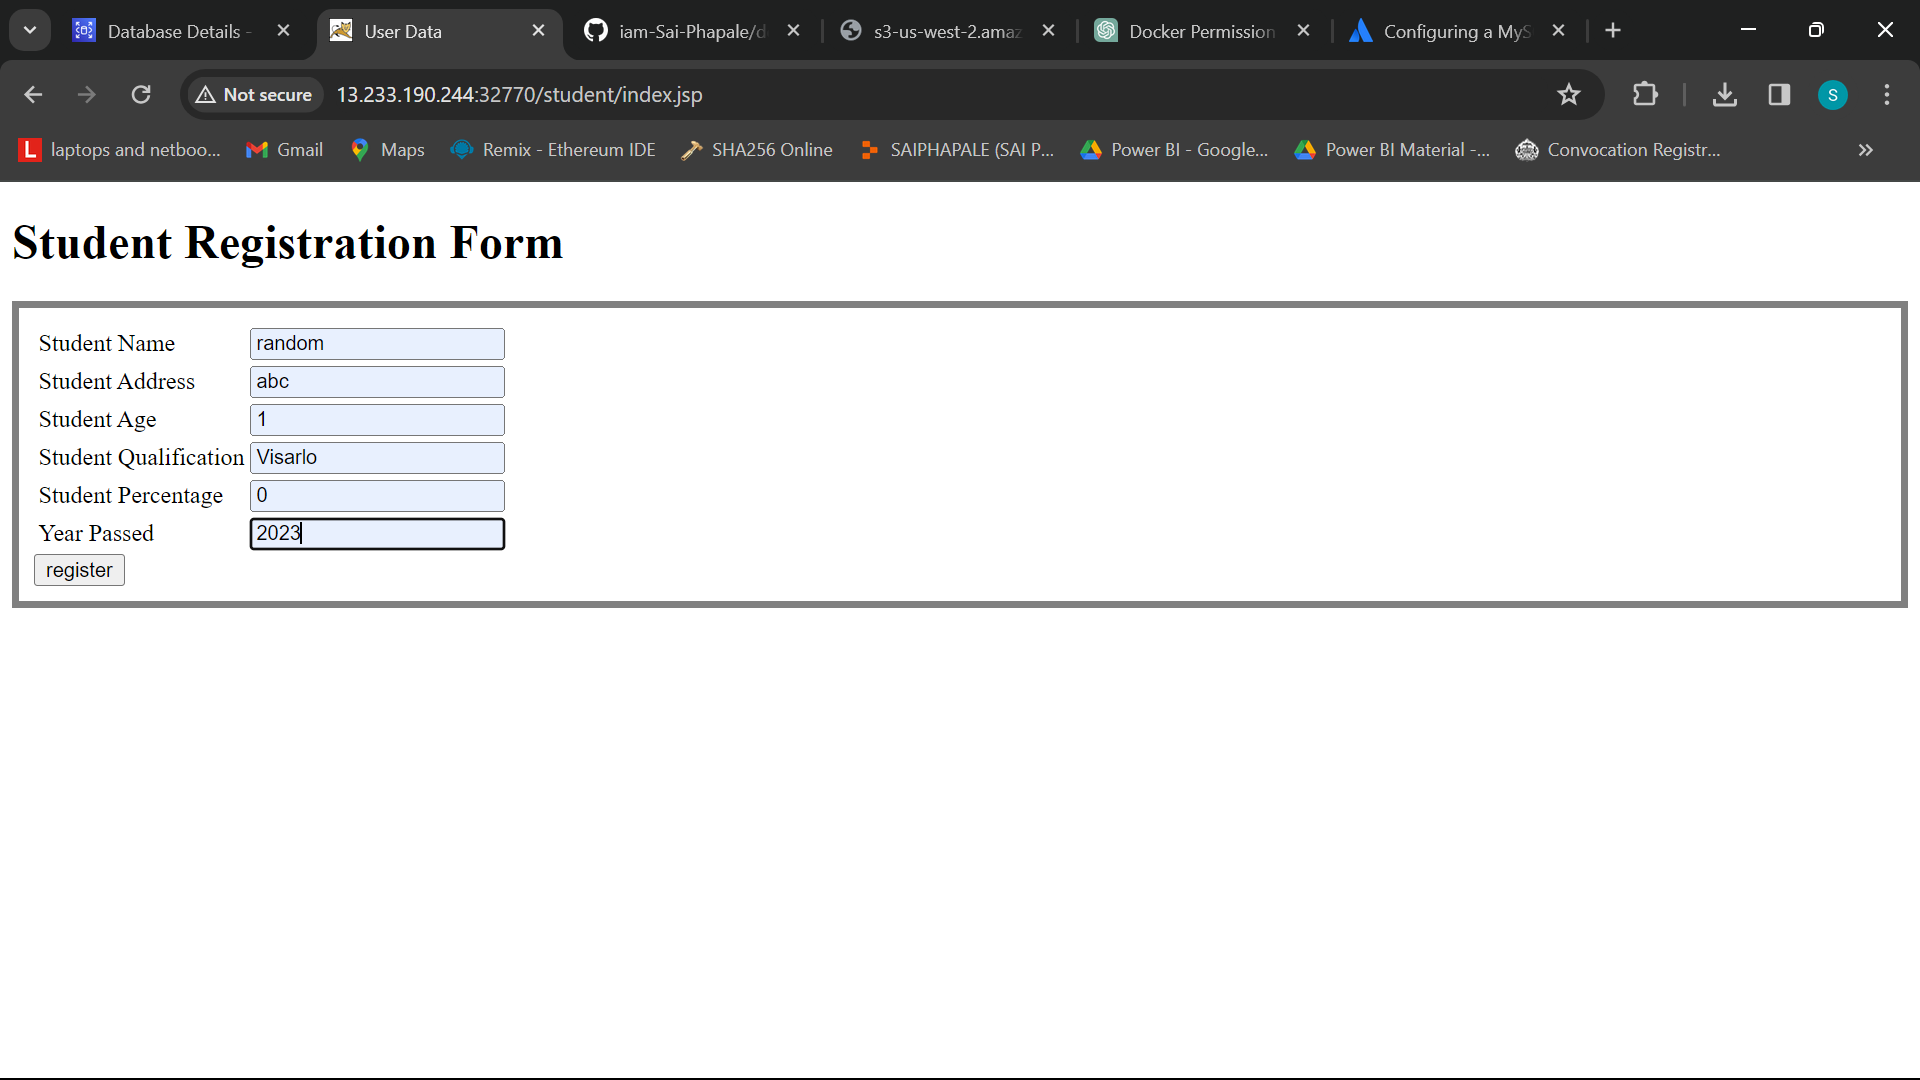 Database Details -
User Data
iam-Sai-Phapale/d
s3-us-west-2.amaz
Docker Permission
Configuring a MyS
Not secure
13.233.190.244:32770/student/index.jsp
S
L
laptops and netboo...
Gmail
Maps
Remix - Ethereum IDE
SHA256 Online
SAIPHAPALE (SAI P...
Power BI - Google...
Power BI Material -...
Convocation Registr...
Student Registration Form
Student Name random
Student Address abc
Student Age 1
Student Qualification Visarlo
Student Percentage 0
Year Passed 2023
register